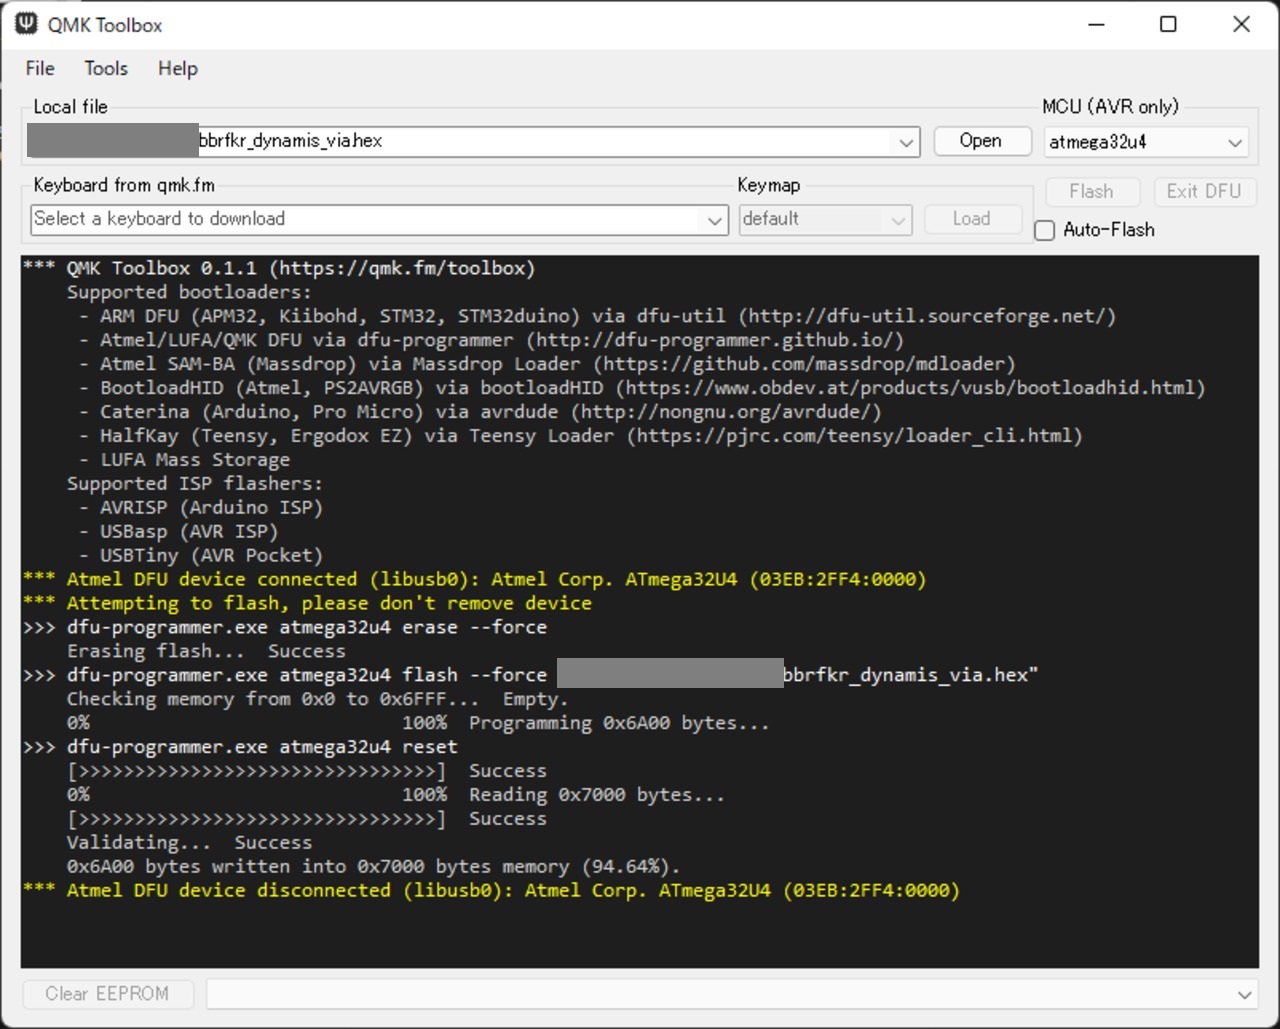 QMK Toolbox
File Tools Help
Local file
MCU (AVR only)
bbrfkr_dynamis_via.hex
Open
atmega32u4
Keyboard from qmk.fm
Keymap
Flash
Exit DFU
Select a keyboard to download
default
Load
Auto-Flash
*** QMK Toolbox 0.1.1 (https://qmk.fm/toolbox)
Supported bootloaders:
- ARM DFU (APM32, Kiibohd, STM32, STM32duino) via dfu-util (http://dfu-util.sourceforge.net/)
- Atmel/LUFA/QMK DFU via dfu-programmer (http://dfu-programmer.github.io/)
- Atmel SAM-BA (Massdrop) via Massdrop Loader (https://github.com/massdrop/mdloader)
- BootloadHID (Atmel, PS2AVRGB) via bootloadHID (https://www.obdev.at/products/vusb/bootloadhid.html)
- Caterina (Arduino, Pro Micro) via avrdude (http://nongnu.org/avrdude/)
- HalfKay (Teensy, Ergodox EZ) via Teensy Loader (https://pjrc.com/teensy/loader_cli.html)
- LUFA Mass Storage
Supported ISP flashers:
- AVRISP (Arduino ISP)
- USBasp (AVR ISP)
- USBTiny (AVR Pocket)
*** Atmel DFU device connected (libusb0): Atmel Corp. ATmega32U4 (03EB:2FF4:0000)
*** Attempting to flash, please don't remove device
>>> dfu-programmer.exe atmega32u4 erase --force
Erasing flash... Success
>>> dfu-programmer.exe atmega32u4 flash --force bbrfkr_dynamis_via.hex"
Checking memory from 0x0 to 0x6FFF... Empty.
0% 100% Programming 0x6A00 bytes...
>>> dfu-programmer.exe atmega32u4 reset
[>>>>>>>>>>>>>>>>>>>>>>>>>>>>>>>>] Success
0% 100% Reading 0x7000 bytes...
[>>>>>>>>>>>>>>>>>>>>>>>>>>>>>>>>] Success
Validating... Success
0x6A00 bytes written into 0x7000 bytes memory (94.64%).
*** Atmel DFU device disconnected (libusb0): Atmel Corp. ATmega32U4 (03EB:2FF4:0000)
Clear EEPROM